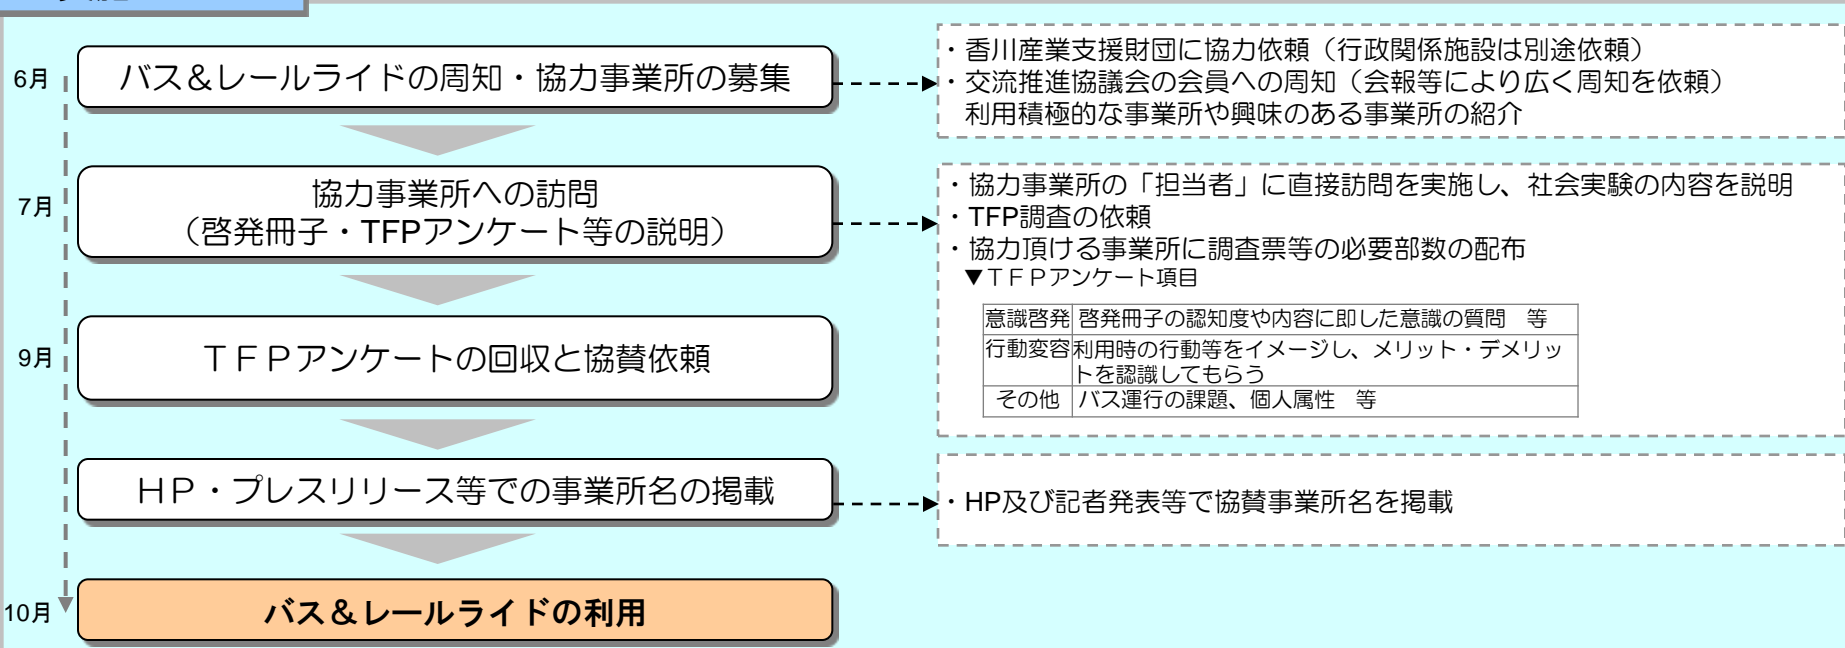 6月
バス＆レールライドの周知・協力事業所の募集
・香川産業支援財団に協力依頼（行政関係施設は別途依頼）
・交流推進協議会の会員への周知（会報等により広く周知を依頼）
利用積極的な事業所や興味のある事業所の紹介
7月
協力事業所への訪問
（啓発冊子・TFPアンケート等の説明）
・協力事業所の「担当者」に直接訪問を実施し、社会実験の内容を説明
・TFP調査の依頼
・協力頂ける事業所に調査票等の必要部数の配布
▼ＴＦＰアンケート項目
意識啓発 啓発冊子の認知度や内容に即した意識の質問　等
行動変容 利用時の行動等をイメージし、メリット・デメリッ
トを認識してもらう
その他 バス運行の課題、個人属性　等
9月
ＴＦＰアンケートの回収と協賛依頼
ＨＰ・プレスリリース等での事業所名の掲載
・HP及び記者発表等で協賛事業所名を掲載
10月
バス＆レールライドの利用